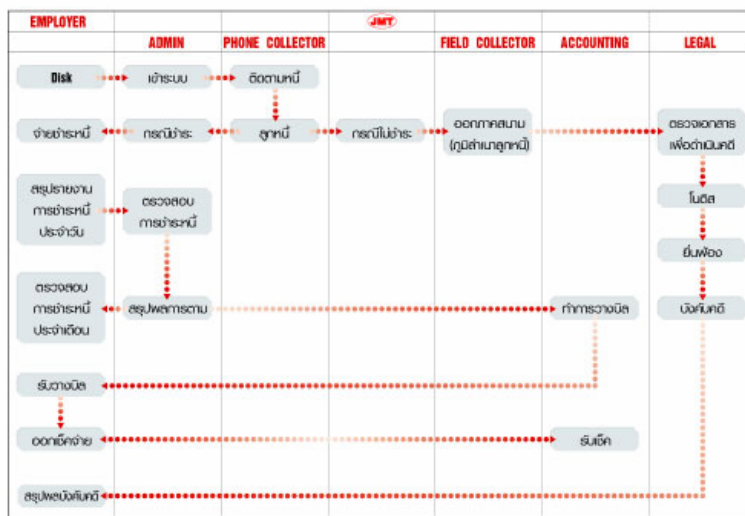 EMPLOYER
JMT
ADMIN
PHONE COLLECTOR
FIELD COLLECTOR
ACCOUNTING
LEGAL
Disk
เข้าระบบ
ติดตามหนี้
จ่ายชำระหนี้
กรณีชำระ
ลูกหนี้
กรณีไม่ชำระ
ออกภาคสนาม
(ภูมิลำเนาลูกหนี้)
ตรวจเอกสาร
เพื่อดำเนินคดี
สรุปรายงาน
การชำระหนี้
ประจำวัน
ตรวจสอบ
การชำระหนี้
โนติส
ยื่นฟ้อง
ตรวจสอบ
การชำระหนี้
ประจำเดือน
สรุปผลการตาม
ทำการวางบิล
บังคับคดี
รับวางบิล
ออกเช็คจ่าย
รับเช็ค
สรุปผลบังคับคดี